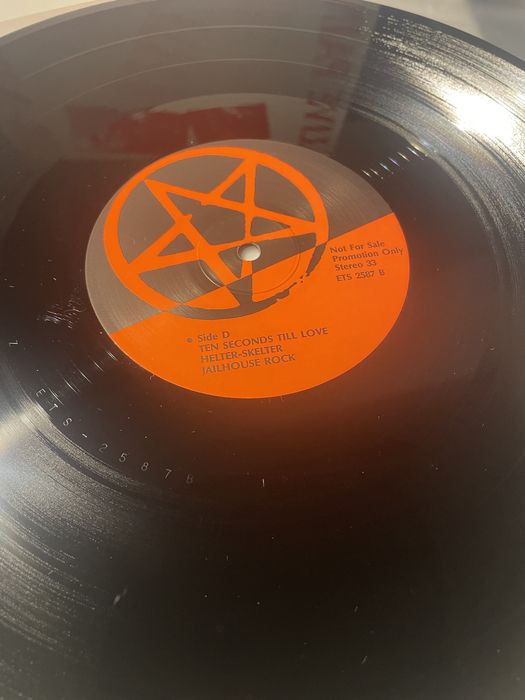 Not For Sale
Promotion Only
Stereo 33
ETS 2587 B
Side D
TEN SECONDS TILL LOVE
HELTER-SKELTER
JAILHOUSE ROCK
ETS-2587B